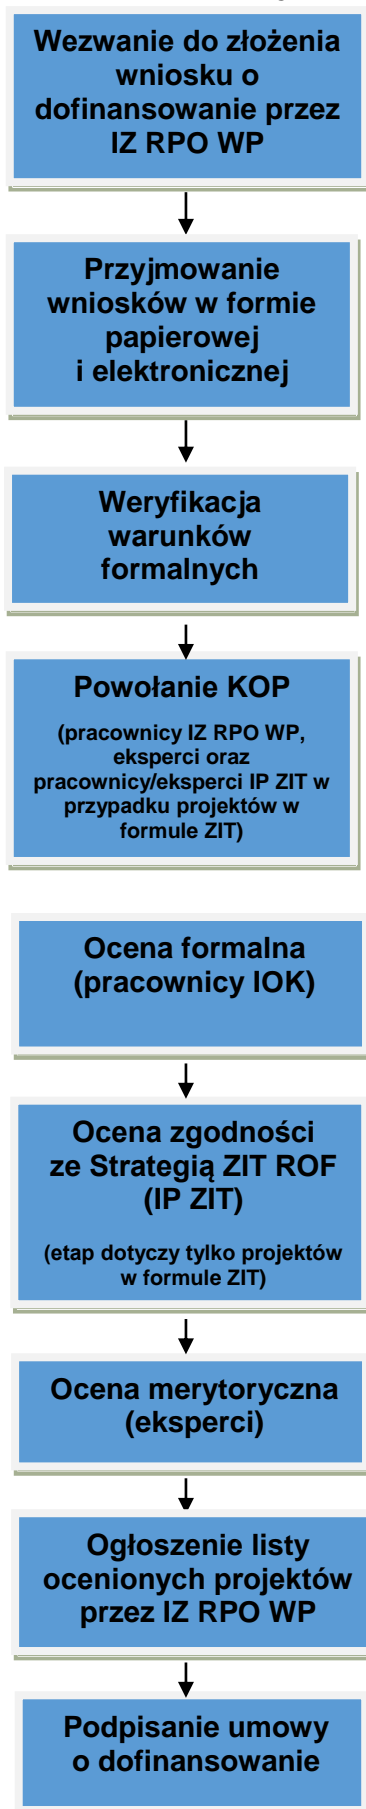 Wezwanie do złożenia
wniosku o
dofinansowanie przez
IZ RPO WP
Przyjmowanie
wniosków w formie
papierowej
i elektronicznej
Weryfikacja
warunków
formalnych
Powołanie KOP
(pracownicy IZ RPO WP,
eksperci oraz
pracownicy/eksperci IP ZIT w
przypadku projektów w
formule ZIT)
Ocena formalna
(pracownicy IOK)
Ocena zgodności
ze Strategią ZIT ROF
(IP ZIT)
(etap dotyczy tylko projektów
w formule ZIT)
Ocena merytoryczna
(eksperci)
Ogłoszenie listy
ocenionych projektów
przez IZ RPO WP
Podpisanie umowy
o dofinansowanie